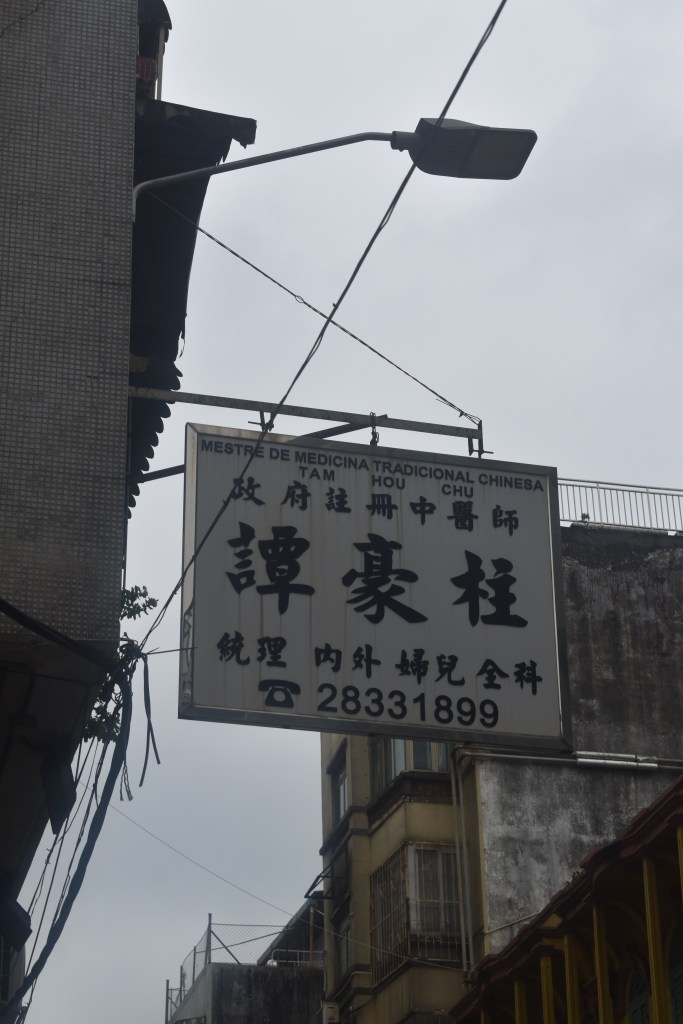 MESTRE DE MEDICINA TRADICIONAL CHINESA
TAM HOU CHU
政府註冊中醫師
譚豪柱
統理 內外 婦兒 全科
☎ 28331899